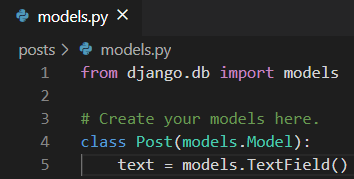 models.py
posts > models.py
1 from django.db import models
2
3 # Create your models here.
4 class Post(models.Model):
5     text = models.TextField()